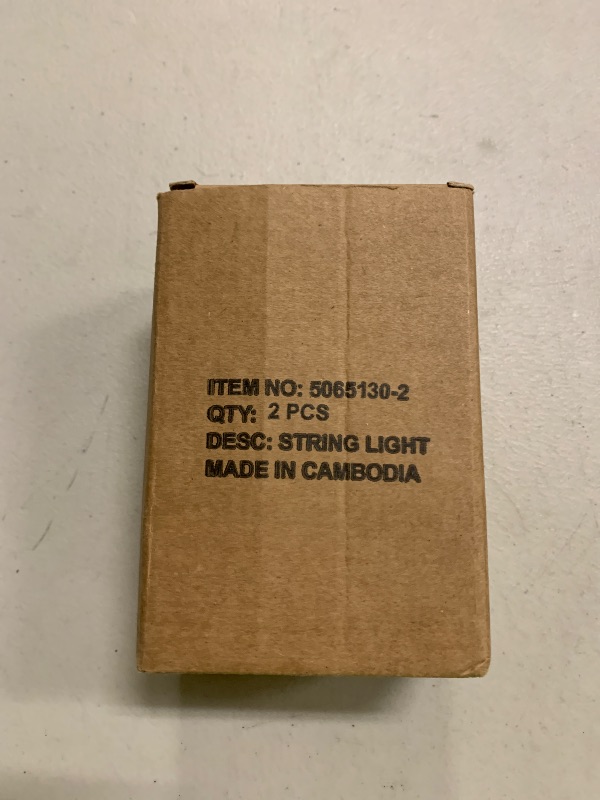 ITEM NO: 5065130-2
QTY: 2 PCS
DESC: STRING LIGHT
MADE IN CAMBODIA